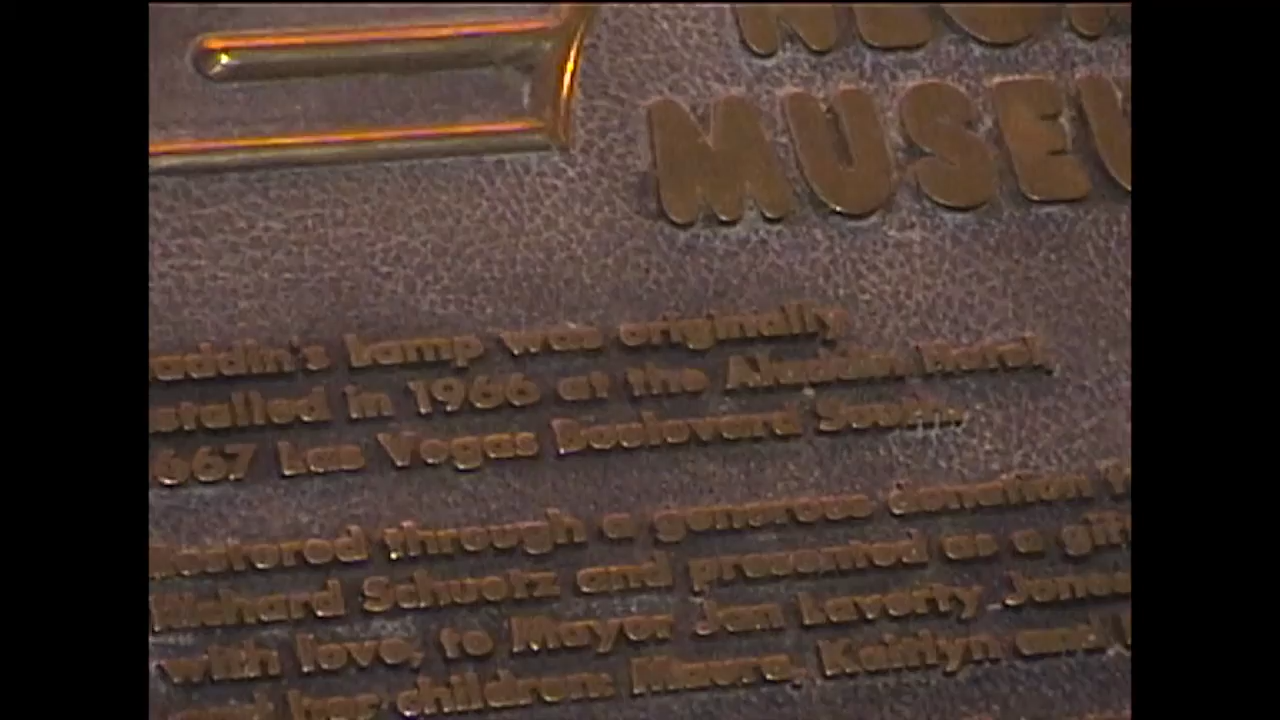 MUSEU
addin's Lamp was originally
stalled in 1966 at the Aladdin Hotel,
667 Las Vegas Boulevard South.
Restored through a generous donation
Richard Schuetz and presented as a gift
with love, to Mayor Jan Laverty Jones
her children: Maura, Kaitlyn and